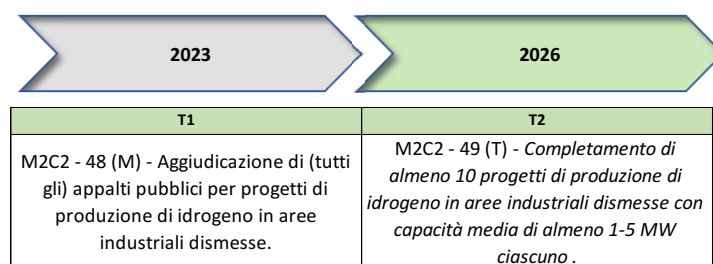 2023
2026
T1
T2
M2C2 - 48 (M) - Aggiudicazione di (tutti
gli) appalti pubblici per progetti di
produzione di idrogeno in aree
industriali dismesse.
M2C2 - 49 (T) - Completamento di
almeno 10 progetti di produzione di
idrogeno in aree industriali dismesse con
capacità media di almeno 1-5 MW
ciascuno .